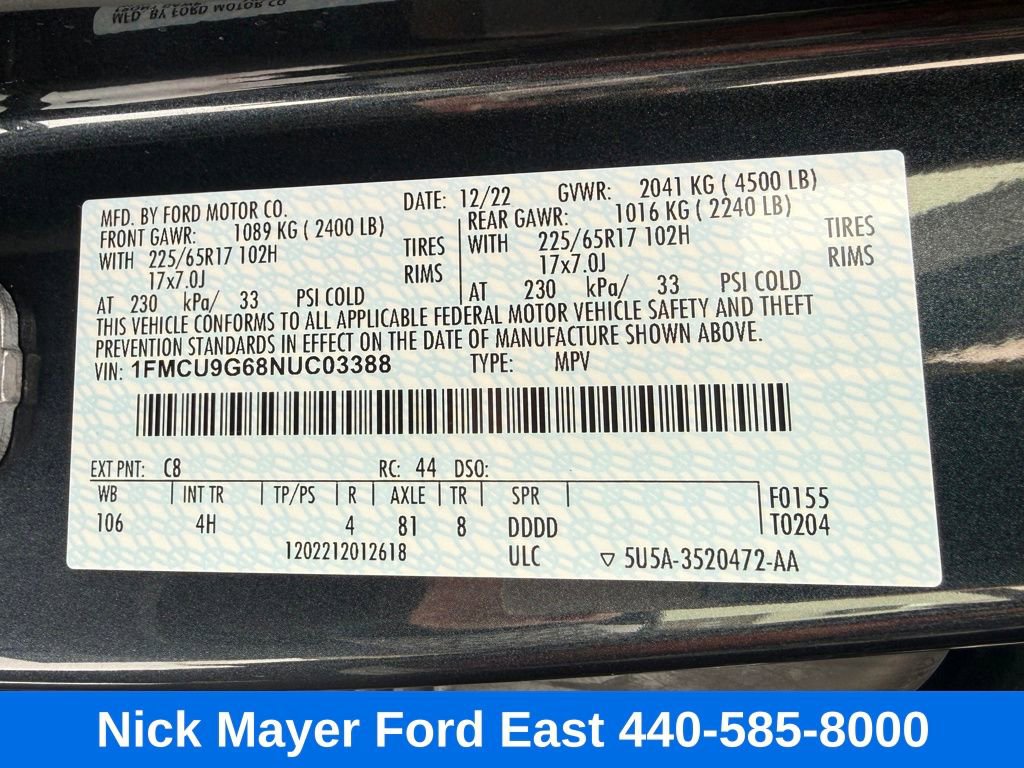 MFD. BY FORD MOTOR CO.
DATE: 12/22 GVWR: 2041 KG ( 4500 LB)
FRONT GAWR: 1089 KG ( 2400 LB)
REAR GAWR: 1016 KG ( 2240 LB)
WITH 225/65R17 102H TIRES
WITH 225/65R17 102H TIRES
17x7.0J RIMS
17x7.0J RIMS
AT 230 kPa/ 33 PSI COLD
AT 230 kPa/ 33 PSI COLD
THIS VEHICLE CONFORMS TO ALL APPLICABLE FEDERAL MOTOR VEHICLE SAFETY AND THEFT
PREVENTION STANDARDS IN EFFECT ON THE DATE OF MANUFACTURE SHOWN ABOVE.
VIN: 1FMCU9G68NUC03388 TYPE: MPV
EXT PNT: C8 RC: 44 DSO:
WB INT TR TP/PS R AXLE TR SPR F0155
106 4H 4 81 8 DDDD T0204
1202212012618 ULC ▽ 5U5A-3520472-AA
Nick Mayer Ford East 440-585-8000